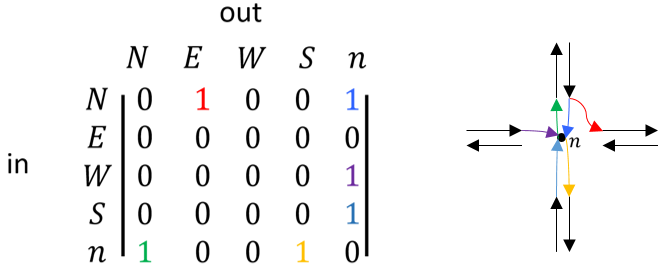 out
N E W S n
N 0 1 0 0 1
E 0 0 0 0 0
in
W 0 0 0 0 1
S 0 0 0 0 1
n 1 0 0 1 0
n